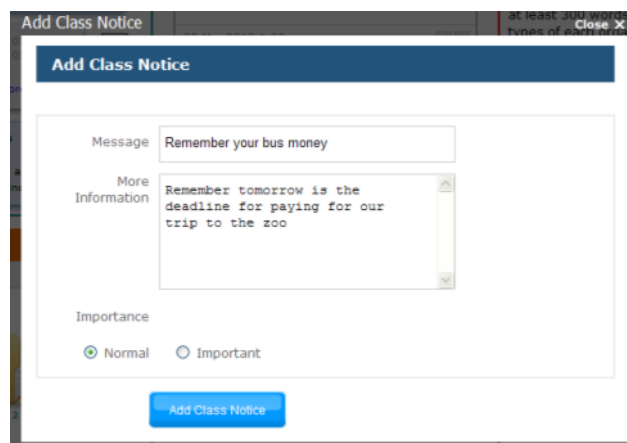 Add Class Notice
at least 300 words
Close X
types of each orga
Add Class Notice
Message
Remember your bus money
More
Information
Remember tomorrow is the
deadline for paying for our
trip to the zoo
Importance
Normal
Important
Add Class Notice